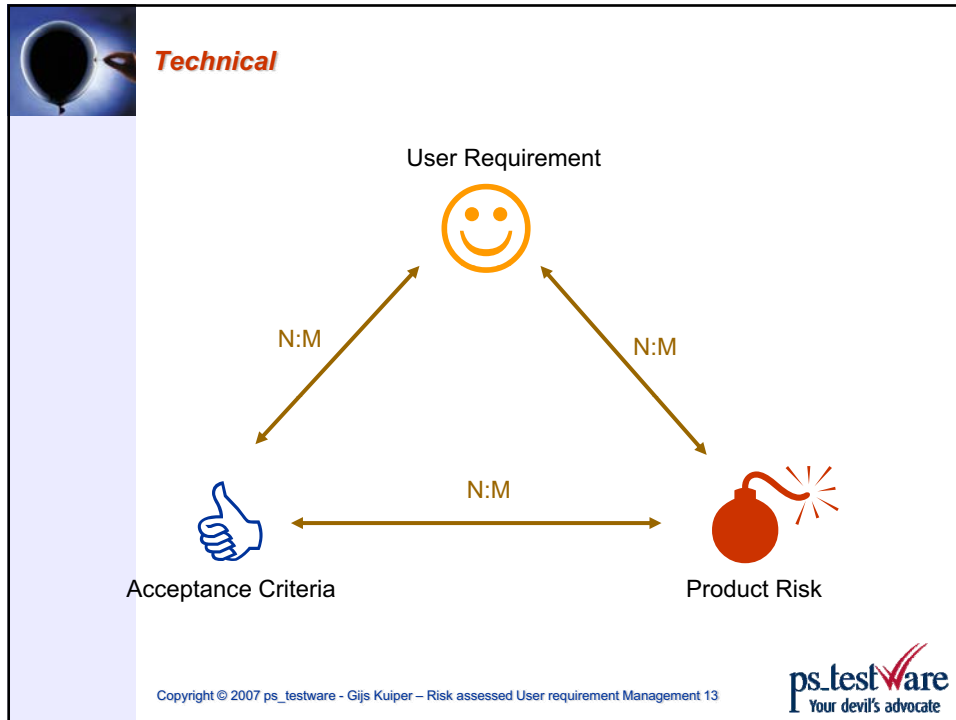 Technical
User Requirement
N:M
N:M
N:M
Acceptance Criteria
Product Risk
Copyright © 2007 ps_testware - Gijs Kuiper – Risk assessed User requirement Management 13
ps_testware
Your devil's advocate